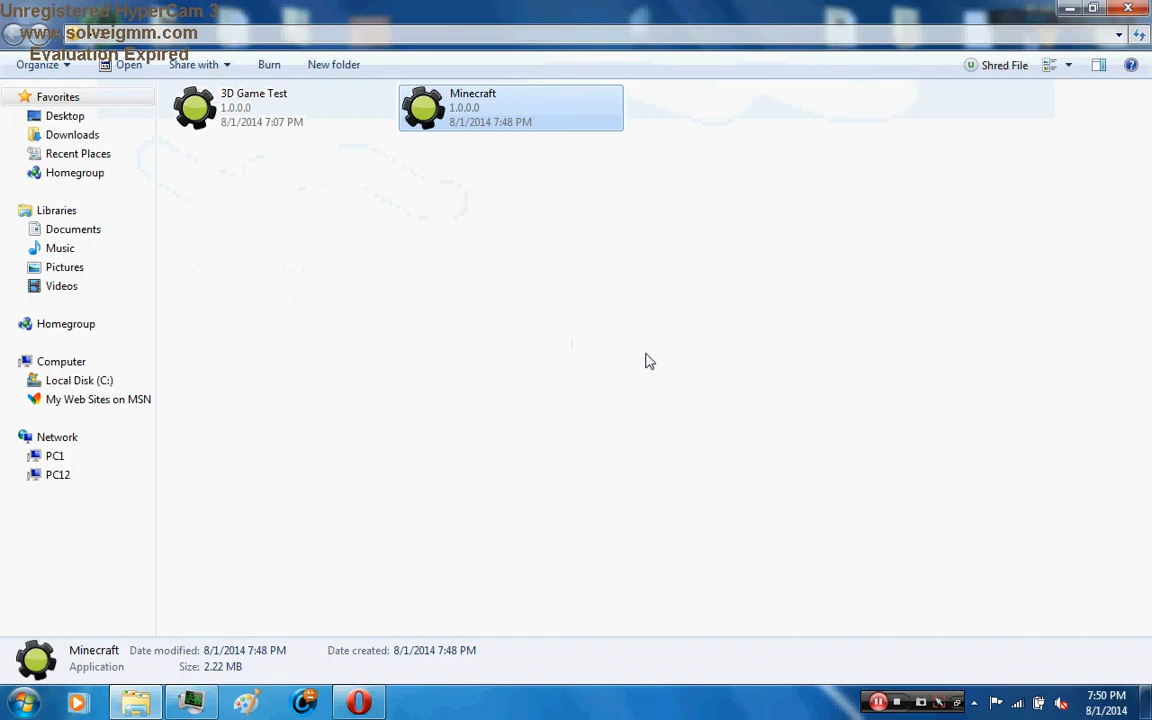 Unregistered HyperCam 3
www.solveigmm.com
Evaluation Expired
Organize
Open
Share with
Burn
New folder
Shred File
Favorites
Desktop
Downloads
Recent Places
Homegroup
Libraries
Documents
Music
Pictures
Videos
Homegroup
Computer
Local Disk (C:)
My Web Sites on MSN
Network
PC1
PC12
3D Game Test
1.0.0.0
8/1/2014 7:07 PM
Minecraft
1.0.0.0
8/1/2014 7:48 PM
Minecraft Date modified: 8/1/2014 7:48 PM Date created: 8/1/2014 7:48 PM
Application Size: 2.22 MB
7:50 PM
8/1/2014